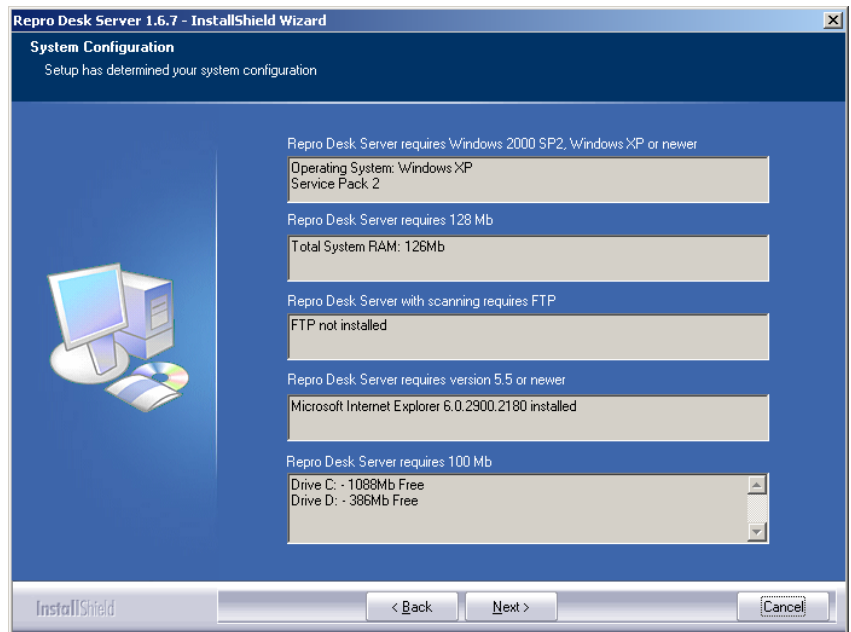 Repro Desk Server 1.6.7 - InstallShield Wizard
System Configuration
Setup has determined your system configuration
Repro Desk Server requires Windows 2000 SP2, Windows XP or newer
Operating System: Windows XP
Service Pack 2
Repro Desk Server requires 128 Mb
Total System RAM: 126Mb
Repro Desk Server with scanning requires FTP
FTP not installed
Repro Desk Server requires version 5.5 or newer
Microsoft Internet Explorer 6.0.2900.2180 installed
Repro Desk Server requires 100 Mb
Drive C: - 1088Mb Free
Drive D: - 386Mb Free
InstallShield
< Back
Next >
Cancel